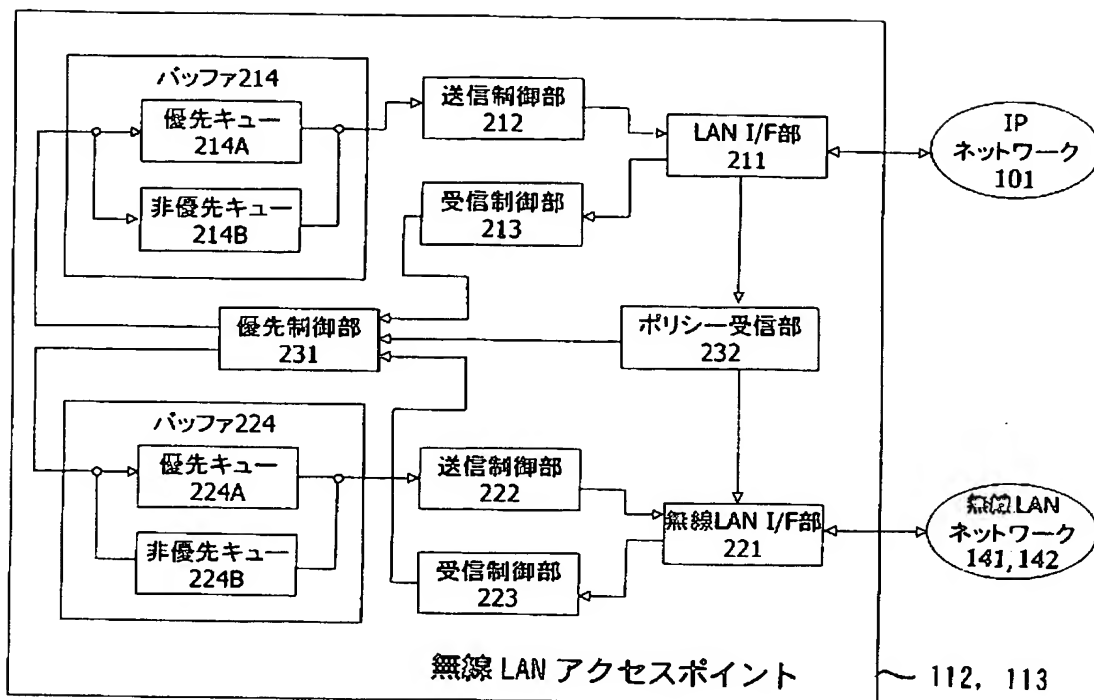 バッファ214
優先キュー
214A
非優先キュー
214B
送信制御部
212
受信制御部
213
LAN I/F部
211
IP
ネットワーク
101
優先制御部
231
ポリシー受信部
232
バッファ224
優先キュー
224A
非優先キュー
224B
送信制御部
222
受信制御部
223
無線LAN I/F部
221
無線LAN
ネットワーク
141, 142
無線 LAN アクセスポイント
112, 113